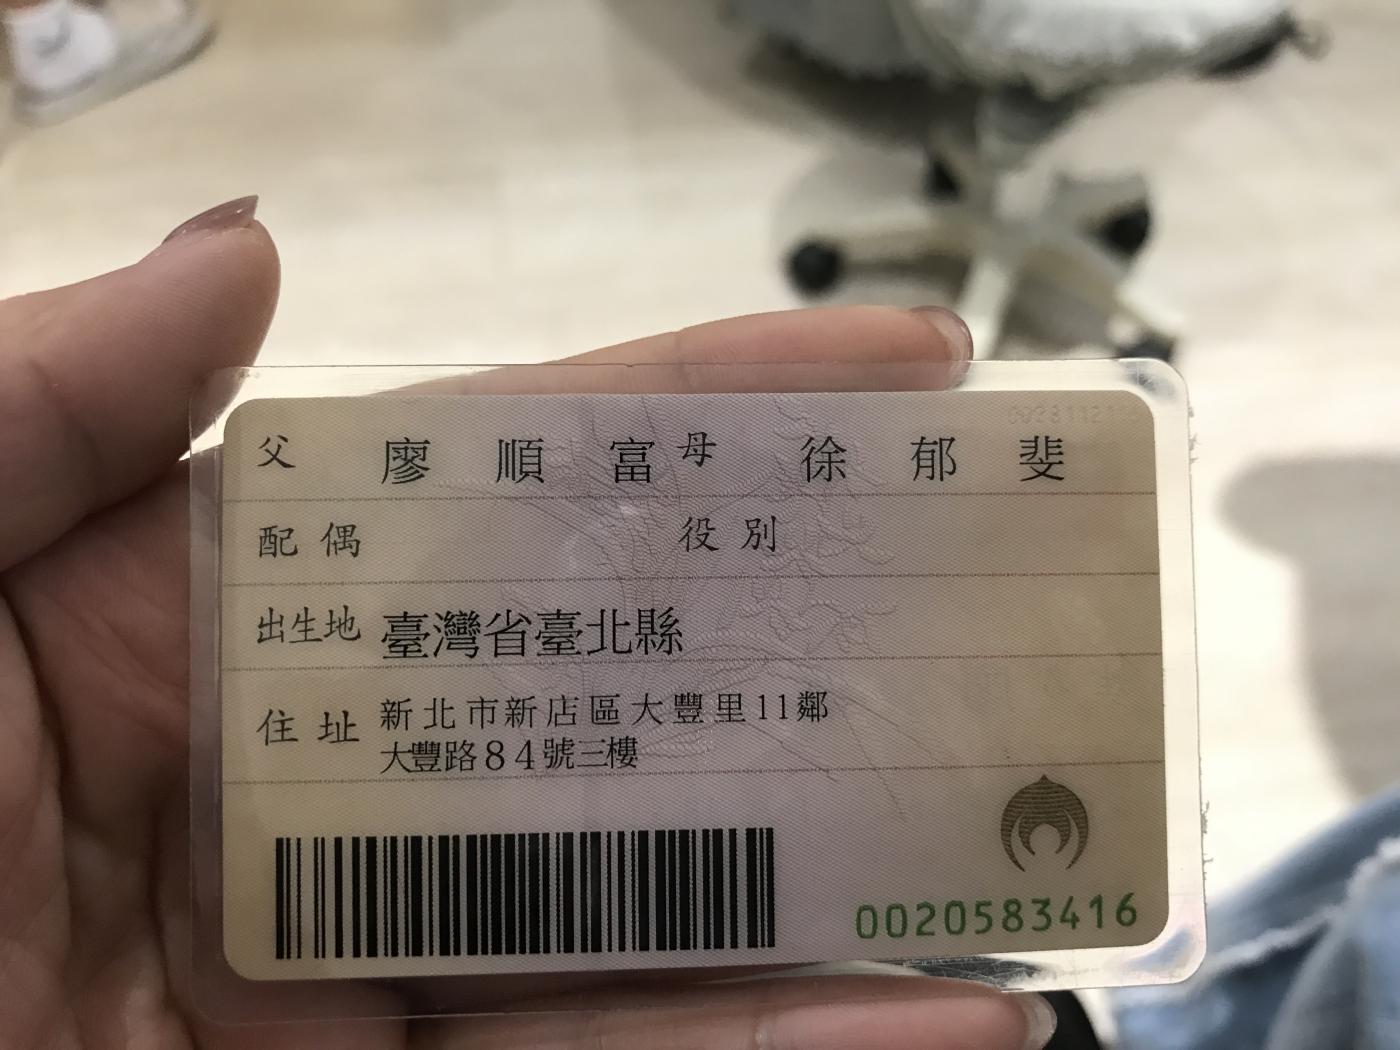 父 廖順富 母 徐郁斐
配偶 役別
出生地 臺灣省臺北縣
住址 新北市新店區大豐里11鄰
大豐路84號三樓
0020583416